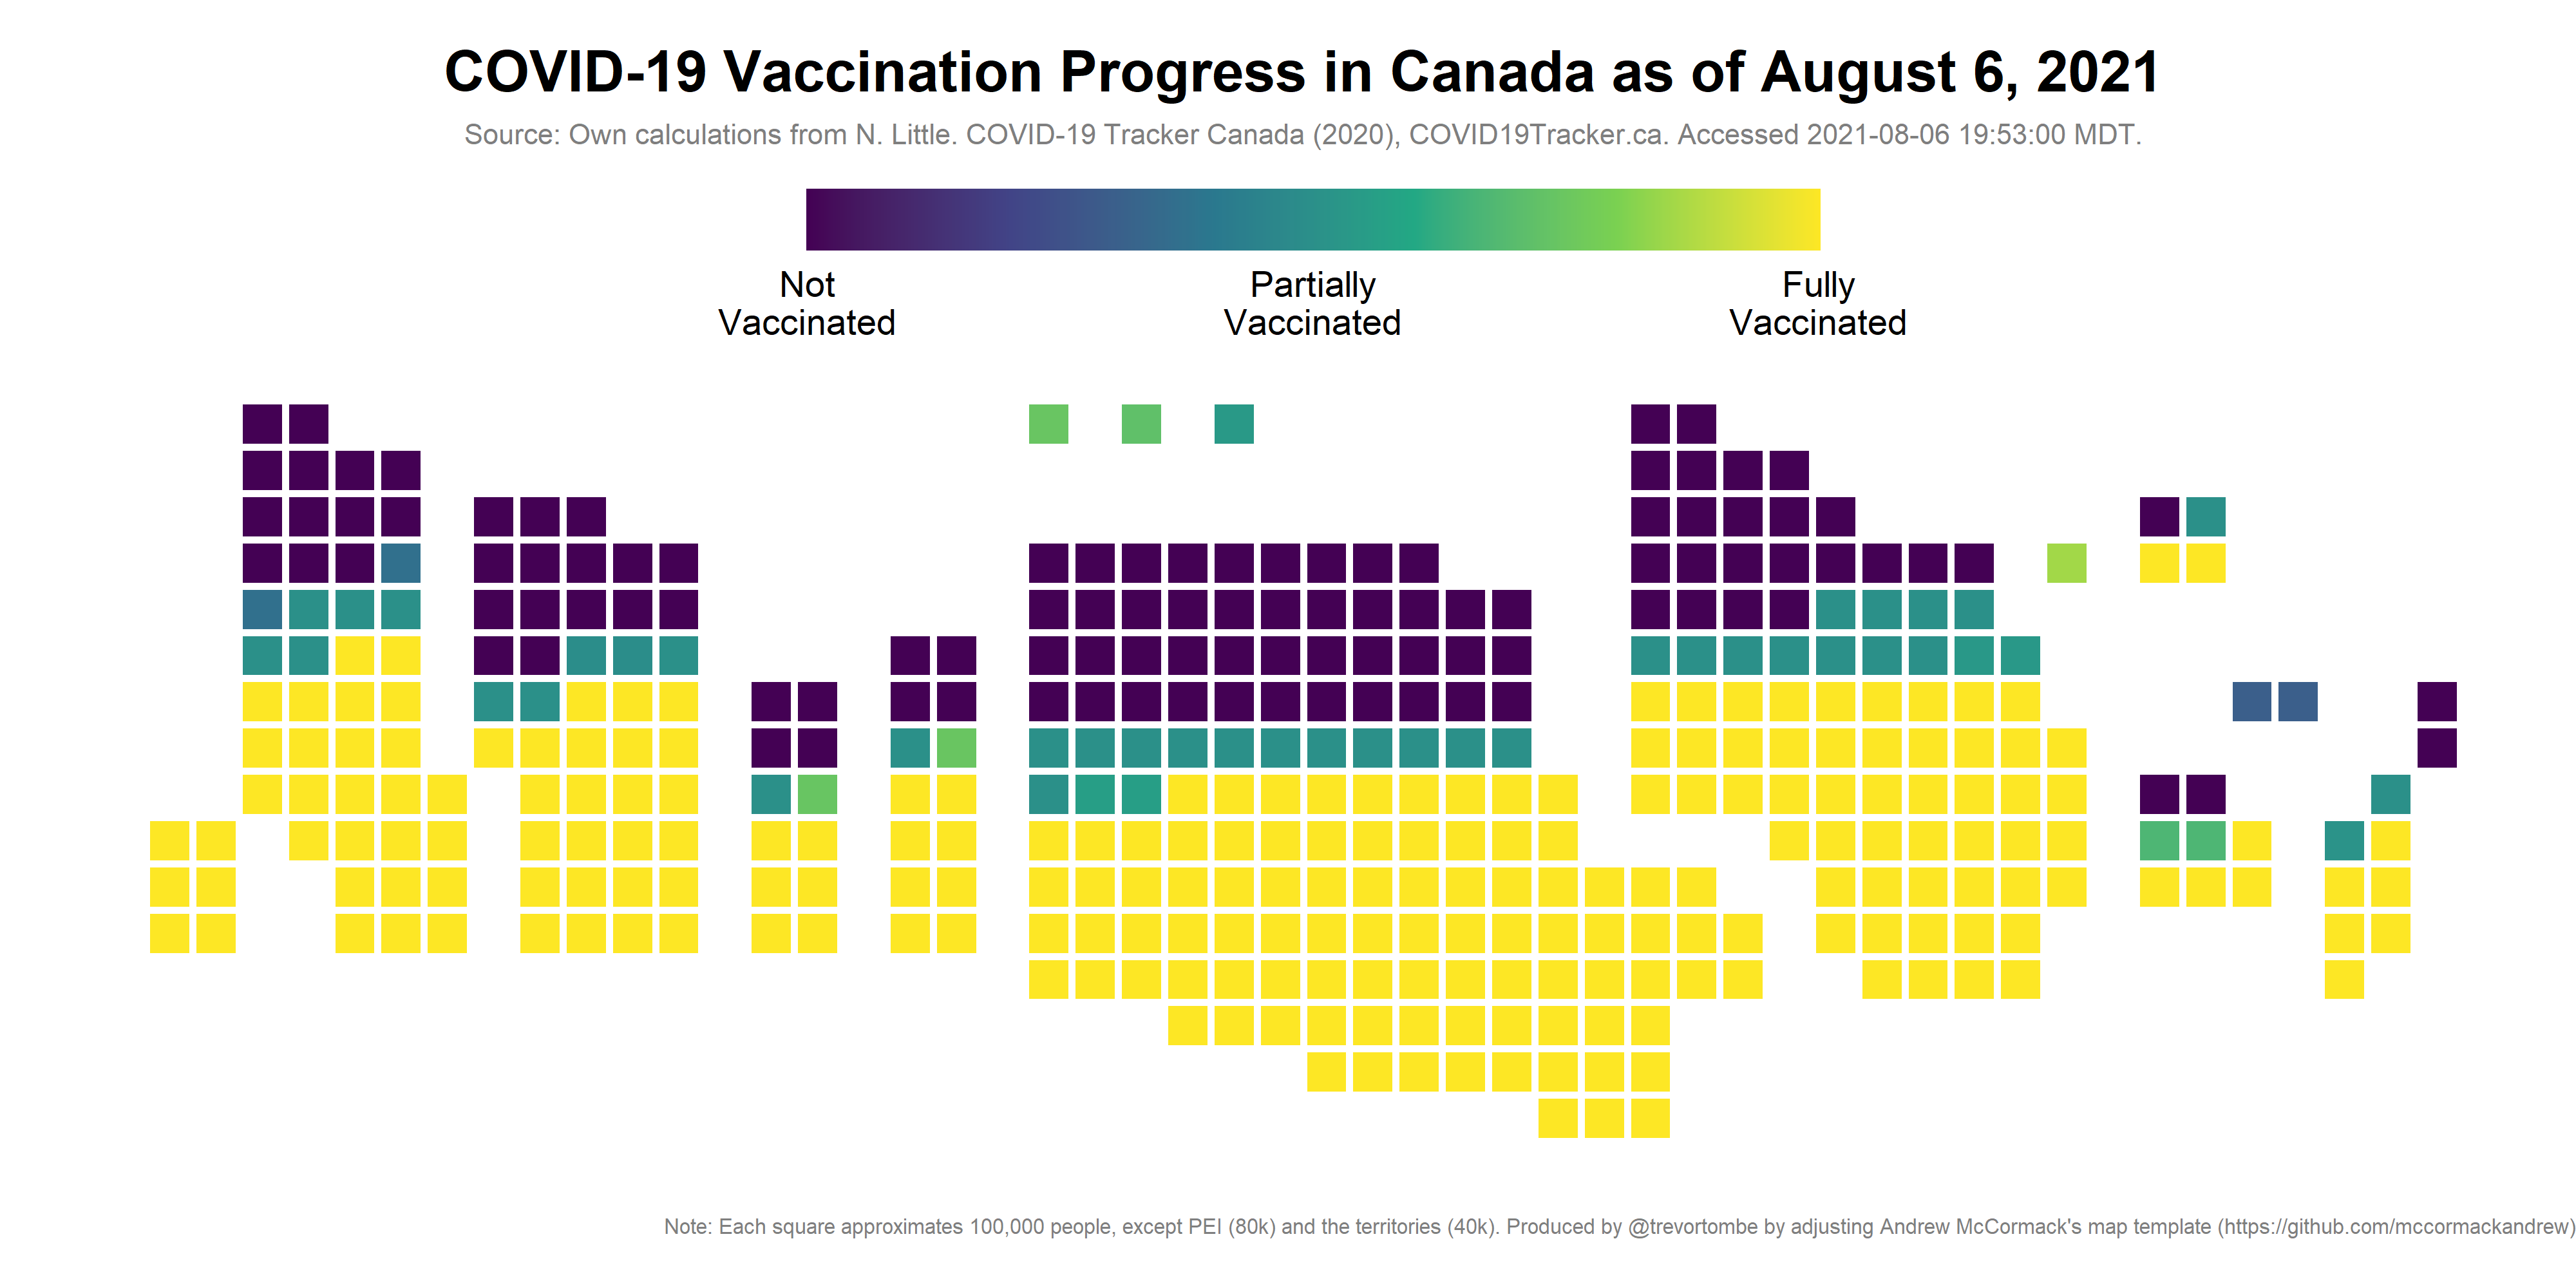 COVID-19 Vaccination Progress in Canada as of August 6, 2021
Source: Own calculations from N. Little. COVID-19 Tracker Canada (2020), COVID19Tracker.ca. Accessed 2021-08-06 19:53:00 MDT.
Not Vaccinated
Partially Vaccinated
Fully Vaccinated
Note: Each square approximates 100,000 people, except PEI (80k) and the territories (40k). Produced by @trevortombe by adjusting Andrew McCormack's map template (https://github.com/mccormackandrew)